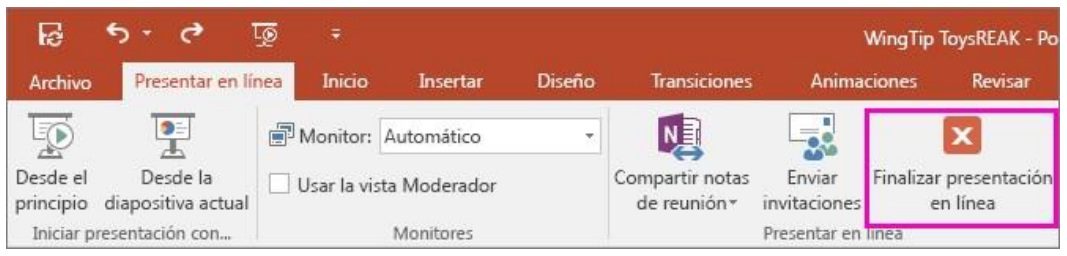 WingTip ToysREAK - Po
Archivo Presentar en línea Inicio Insertar Diseño Transiciones Animaciones Revisar
Monitor: Automático
Usar la vista Moderador
Desde el principio
Desde la diapositiva actual
Compartir notas de reunión
Enviar invitaciones
Finalizar presentación en línea
Iniciar presentación con...
Monitores
Presentar en línea